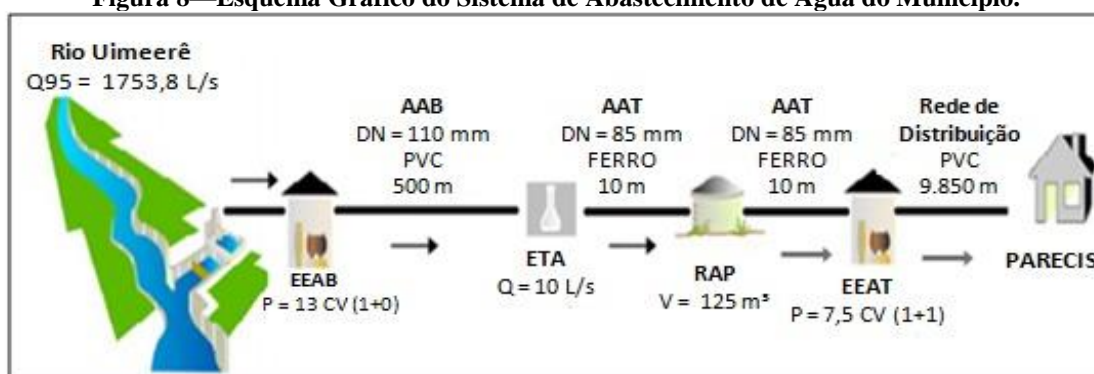 Figura 8—Esquema Gráfico do Sistema de Abastecimento de Água do Município.
Rio Uimeerê
Q95 = 1753,8 L/s
AAB
DN = 110 mm
PVC
500 m
AAT
DN = 85 mm
FERRO
10 m
AAT
DN = 85 mm
FERRO
10 m
Rede de
Distribuição
PVC
9.850 m
EEAB
P = 13 CV (1+0)
ETA
Q = 10 L/s
RAP
V = 125 m³
EEAT
P = 7,5 CV (1+1)
PARECIS